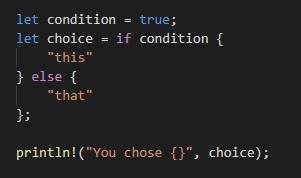 let condition = true;
let choice = if condition {
    "this"
} else {
    "that"
};

println!("You chose {}", choice);